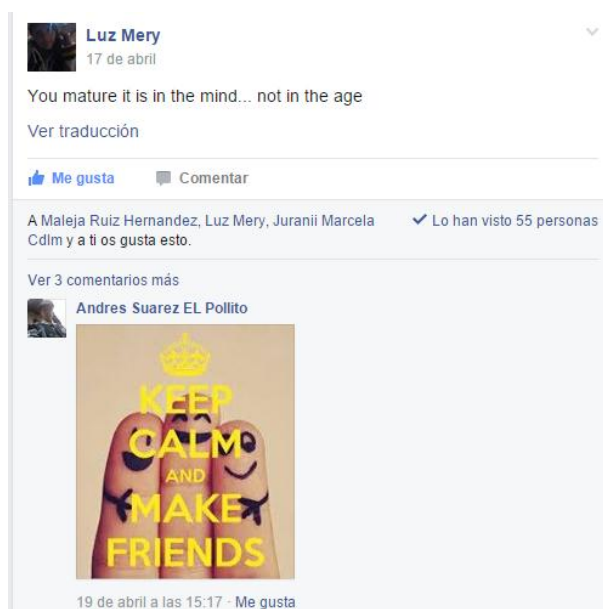 Luz Mery
17 de abril
You mature it is in the mind... not in the age
Ver traducción
Me gusta Comentar
A Maleja Ruiz Hernandez, Luz Mery, Juranii Marcela Cdlm y a ti os gusta esto.
Lo han visto 55 personas
Ver 3 comentarios más
Andres Suarez EL Pollito
KEEP
CALM
AND
MAKE
FRIENDS
19 de abril a las 15:17 · Me gusta